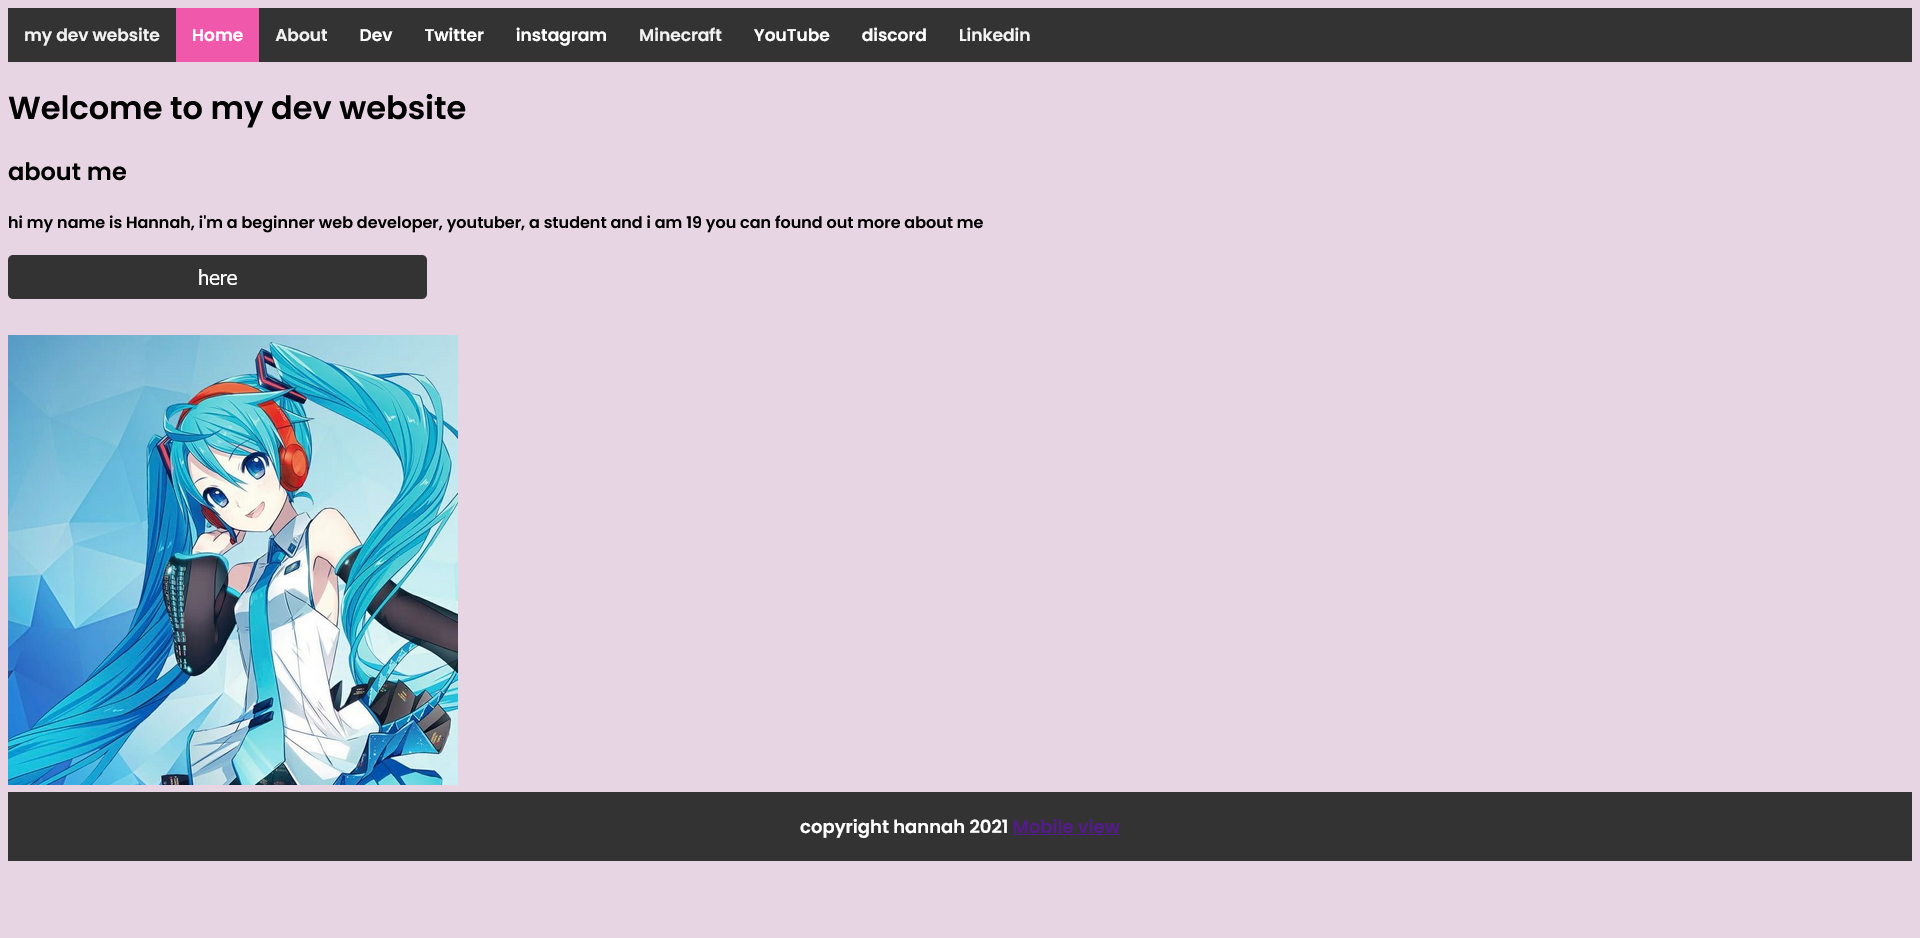 my dev website Home About Dev Twitter instagram Minecraft YouTube discord Linkedin
Welcome to my dev website
about me
hi my name is Hannah, i'm a beginner web developer, youtuber, a student and i am 19 you can found out more about me
here
copyright hannah 2021 Mobile view